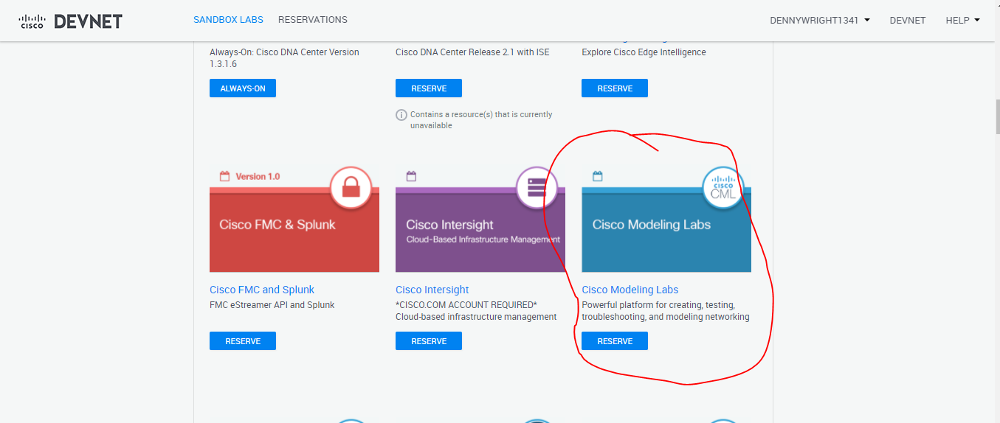 cisco DEVNET SANDBOX LABS RESERVATIONS DENNYWRIGHT1341 DEVNET HELP
Always-On: Cisco DNA Center Version
1.3.1.6
ALWAYS-ON
Cisco DNA Center Release 2.1 with ISE
RESERVE
Contains a resource(s) that is currently
unavailable
Explore Cisco Edge Intelligence
RESERVE
Version 1.0
Cisco FMC & Splunk
Cisco FMC and Splunk
FMC eStreamer API and Splunk
RESERVE
Cisco Intersight
Cloud-Based Infrastructure Management
Cisco Intersight
*CISCO.COM ACCOUNT REQUIRED*
Cloud-based infrastructure management
RESERVE
cisco
CML
Cisco Modeling Labs
Cisco Modeling Labs
Powerful platform for creating, testing,
troubleshooting, and modeling networking
RESERVE